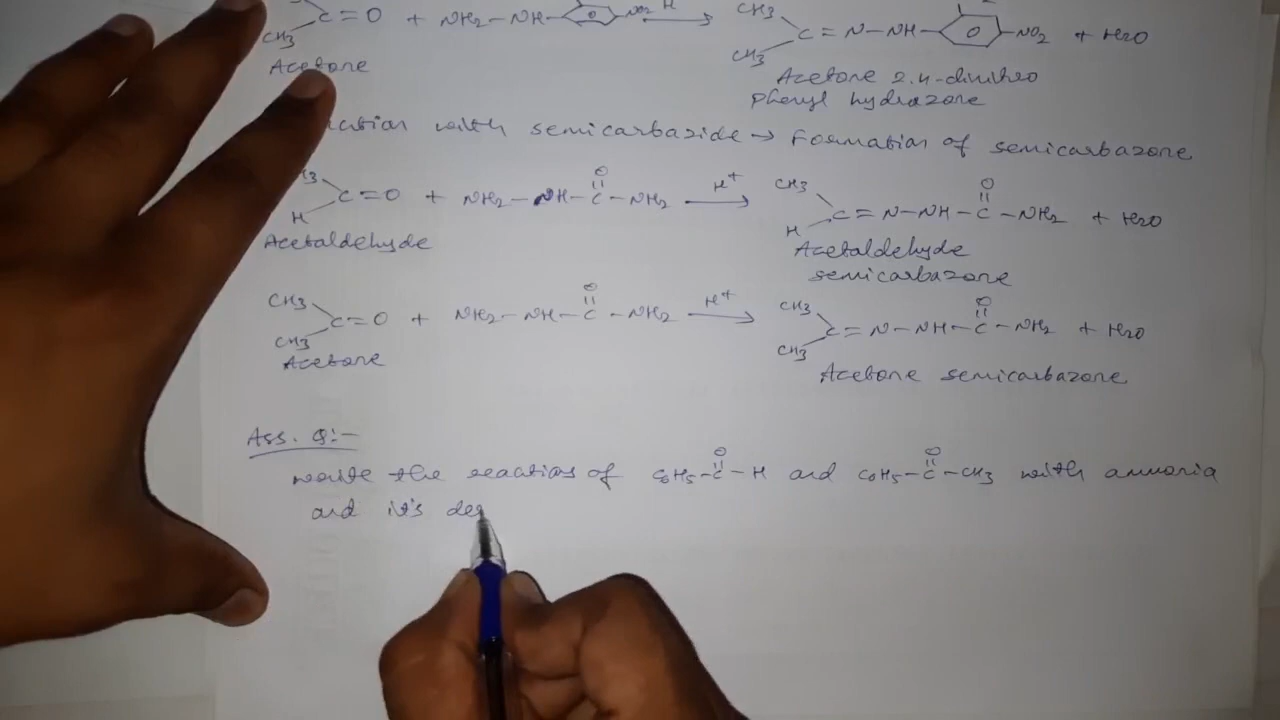 C=O + NH2-NH- -NO2 H CH3 C=N-NH- -NO2 + H2O
CH3 CH3
Acetone Acetone 2.4-dinitro
phenyl hydrazone
with semicarbazide → Formation of semicarbazone
C=O + NH2-NH-C-NH2 H+ CH3 C=N-NH-C-NH2 + H2O
H O H O
Acetaldehyde Acetaldehyde
semicarbazone
CH3 C=O + NH2-NH-C-NH2 H+ CH3 C=N-NH-C-NH2 + H2O
CH3 O CH3 O
Acetone Acetone semicarbazone
Ass. Q:-
write the reaction of C6H5-C-H and C6H5-C-CH3 with ammonia
O O
and it's de